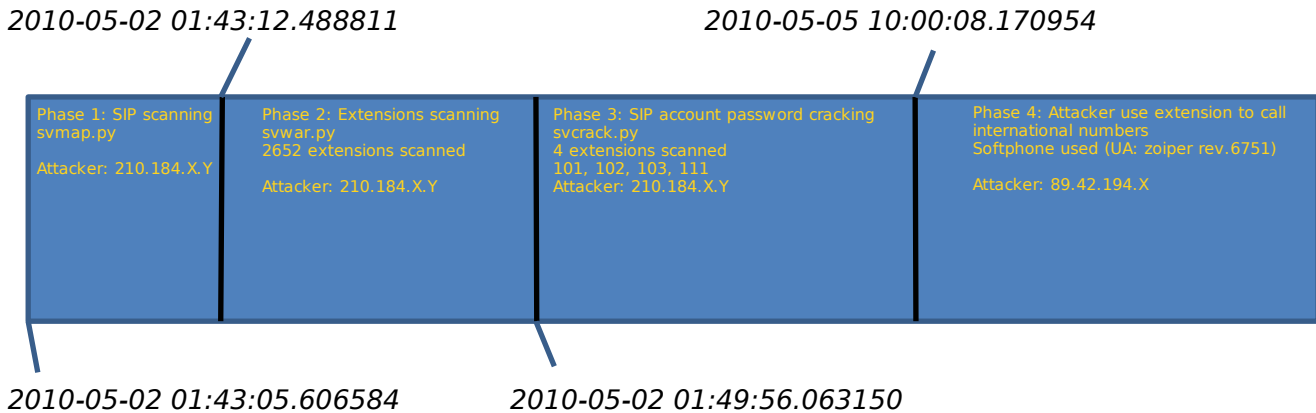 2010-05-02 01:43:12.488811
2010-05-05 10:00:08.170954
Phase 1: SIP scanning
svmap.py
Attacker: 210.184.X.Y
Phase 2: Extensions scanning
svwar.py
2652 extensions scanned
Attacker: 210.184.X.Y
Phase 3: SIP account password cracking
svcrack.py
4 extensions scanned
101, 102, 103, 111
Attacker: 210.184.X.Y
Phase 4: Attacker use extension to call
international numbers
Softphone used (UA: zoiper rev.6751)
Attacker: 89.42.194.X
2010-05-02 01:43:05.606584
2010-05-02 01:49:56.063150